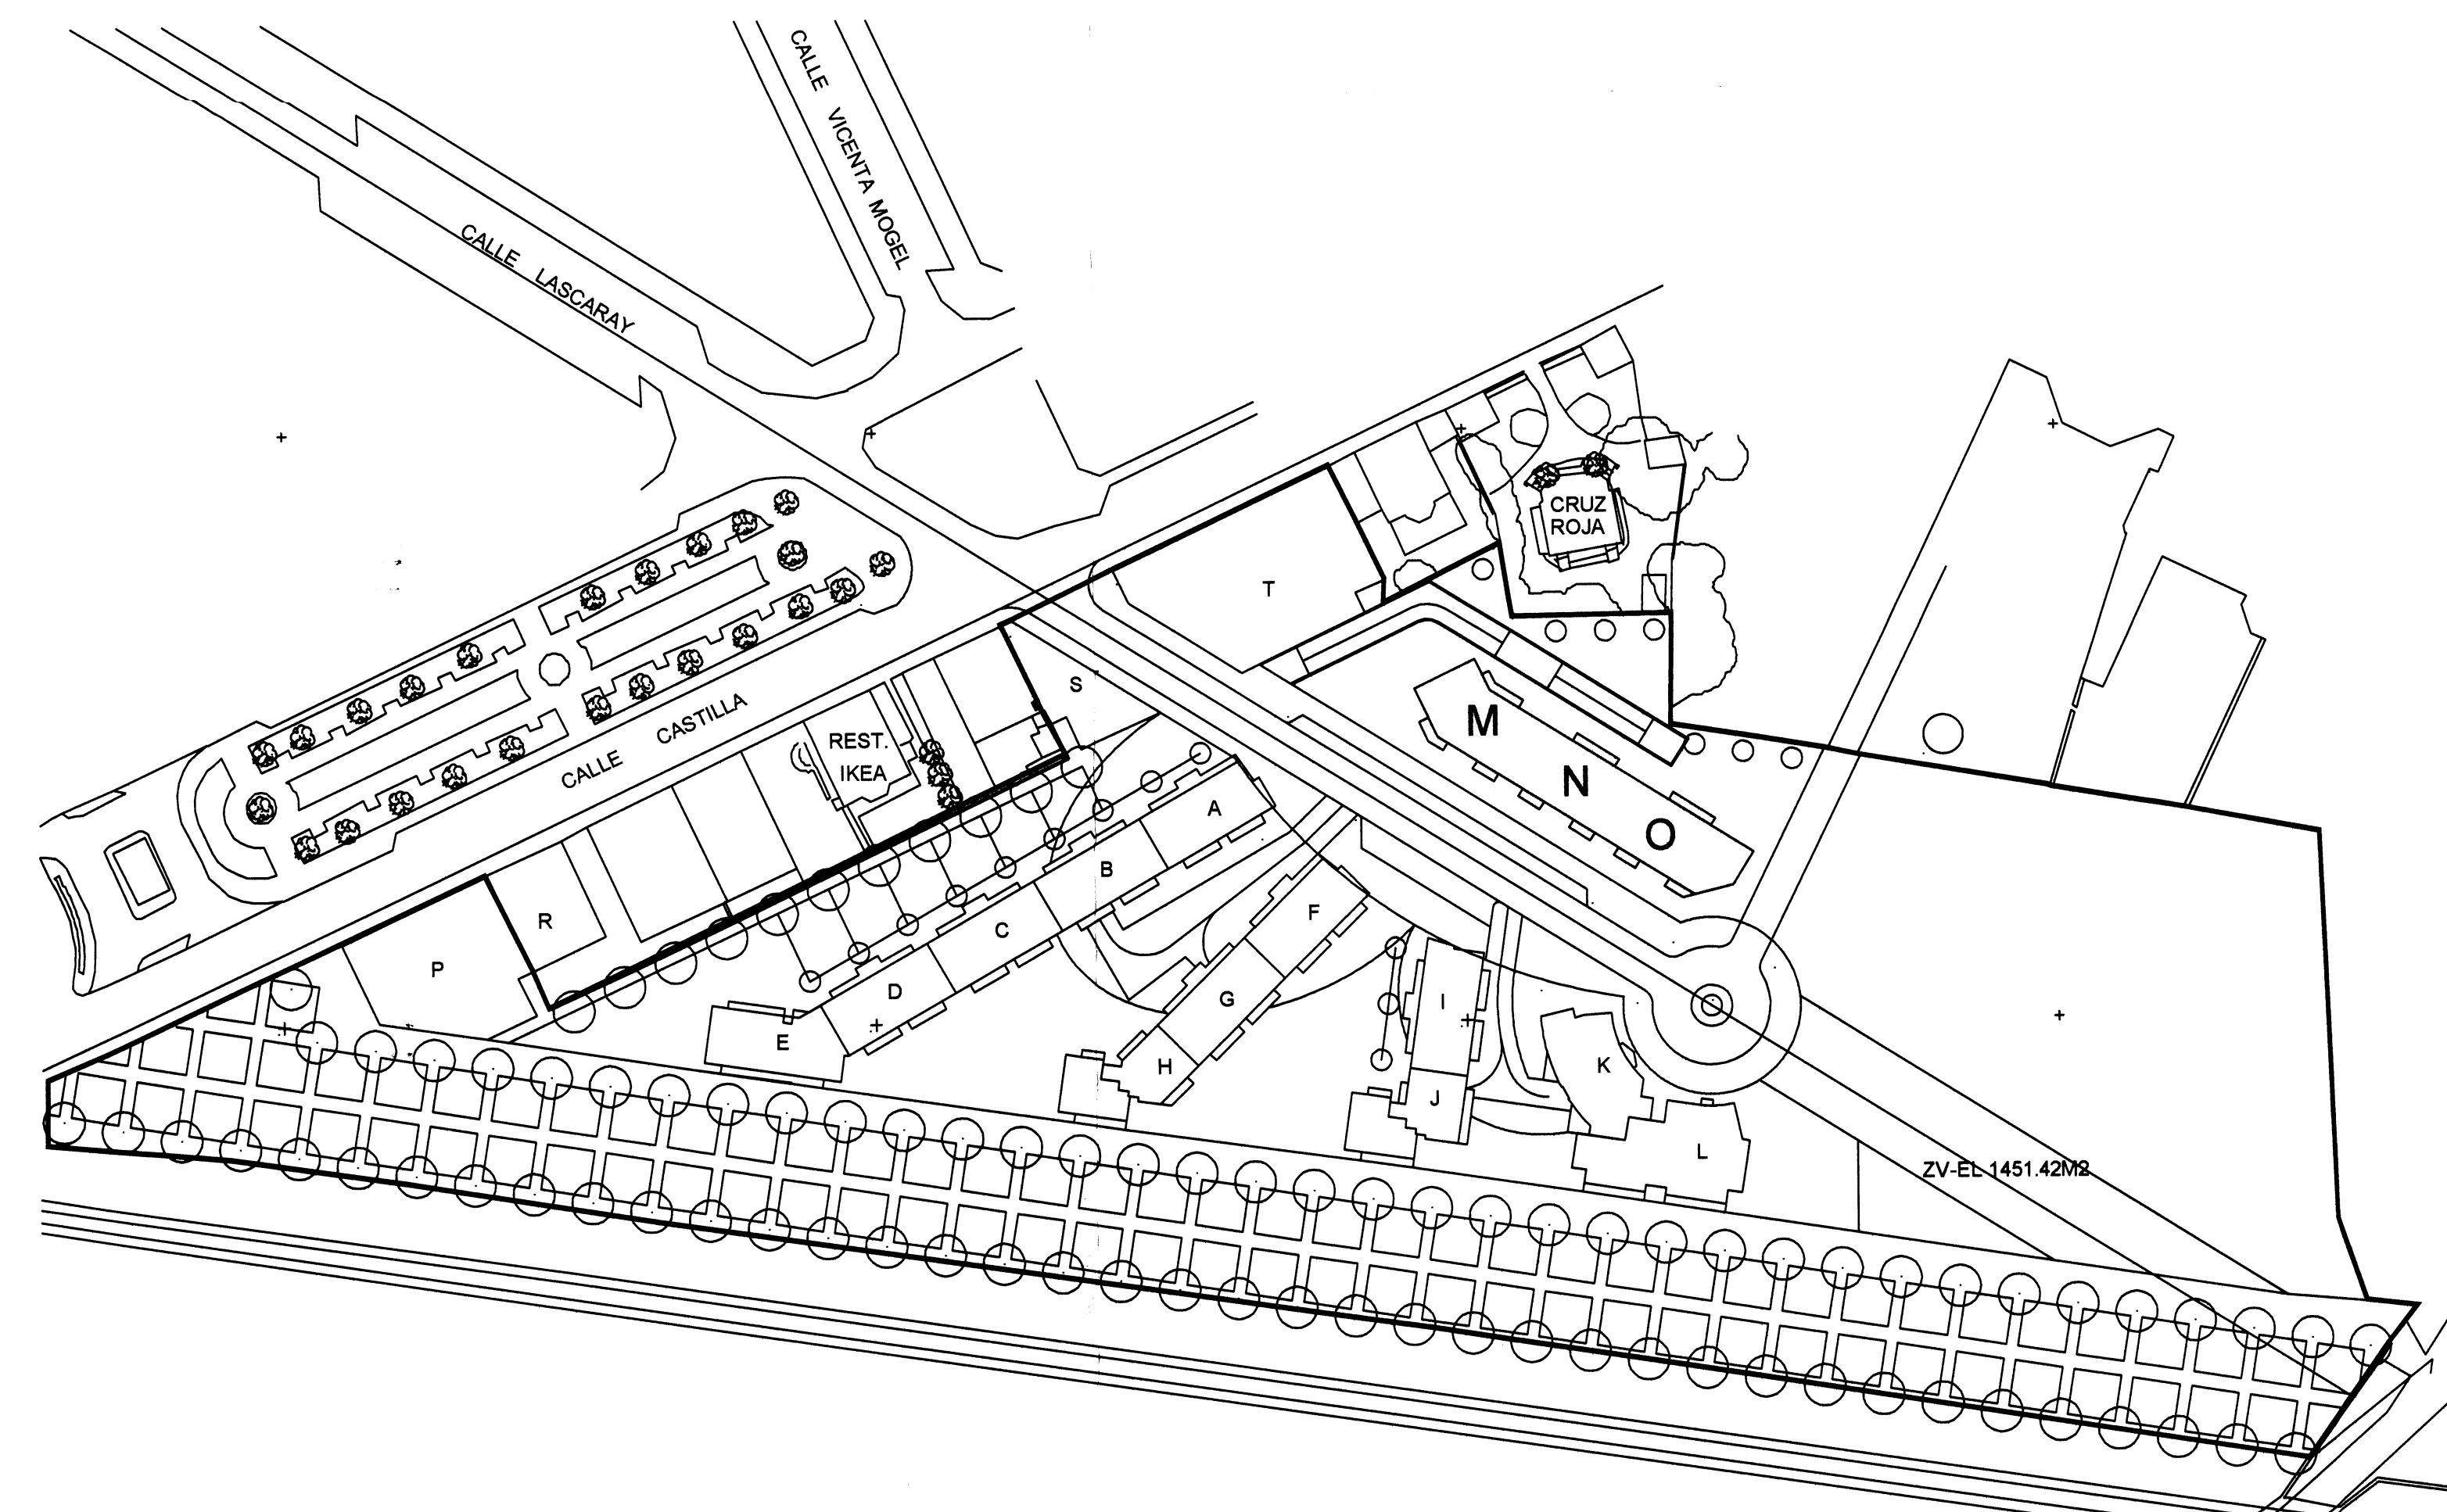 CALLE VICENTA MOGEL
CALLE LASCARAY
CRUZ
ROJA
T
S
M
CALLE CASTILLA
REST.
IKEA
N
A
O
B
R
F
C
P
D
G
I
E
K
H
J
L
ZV-EL 1451.42M2